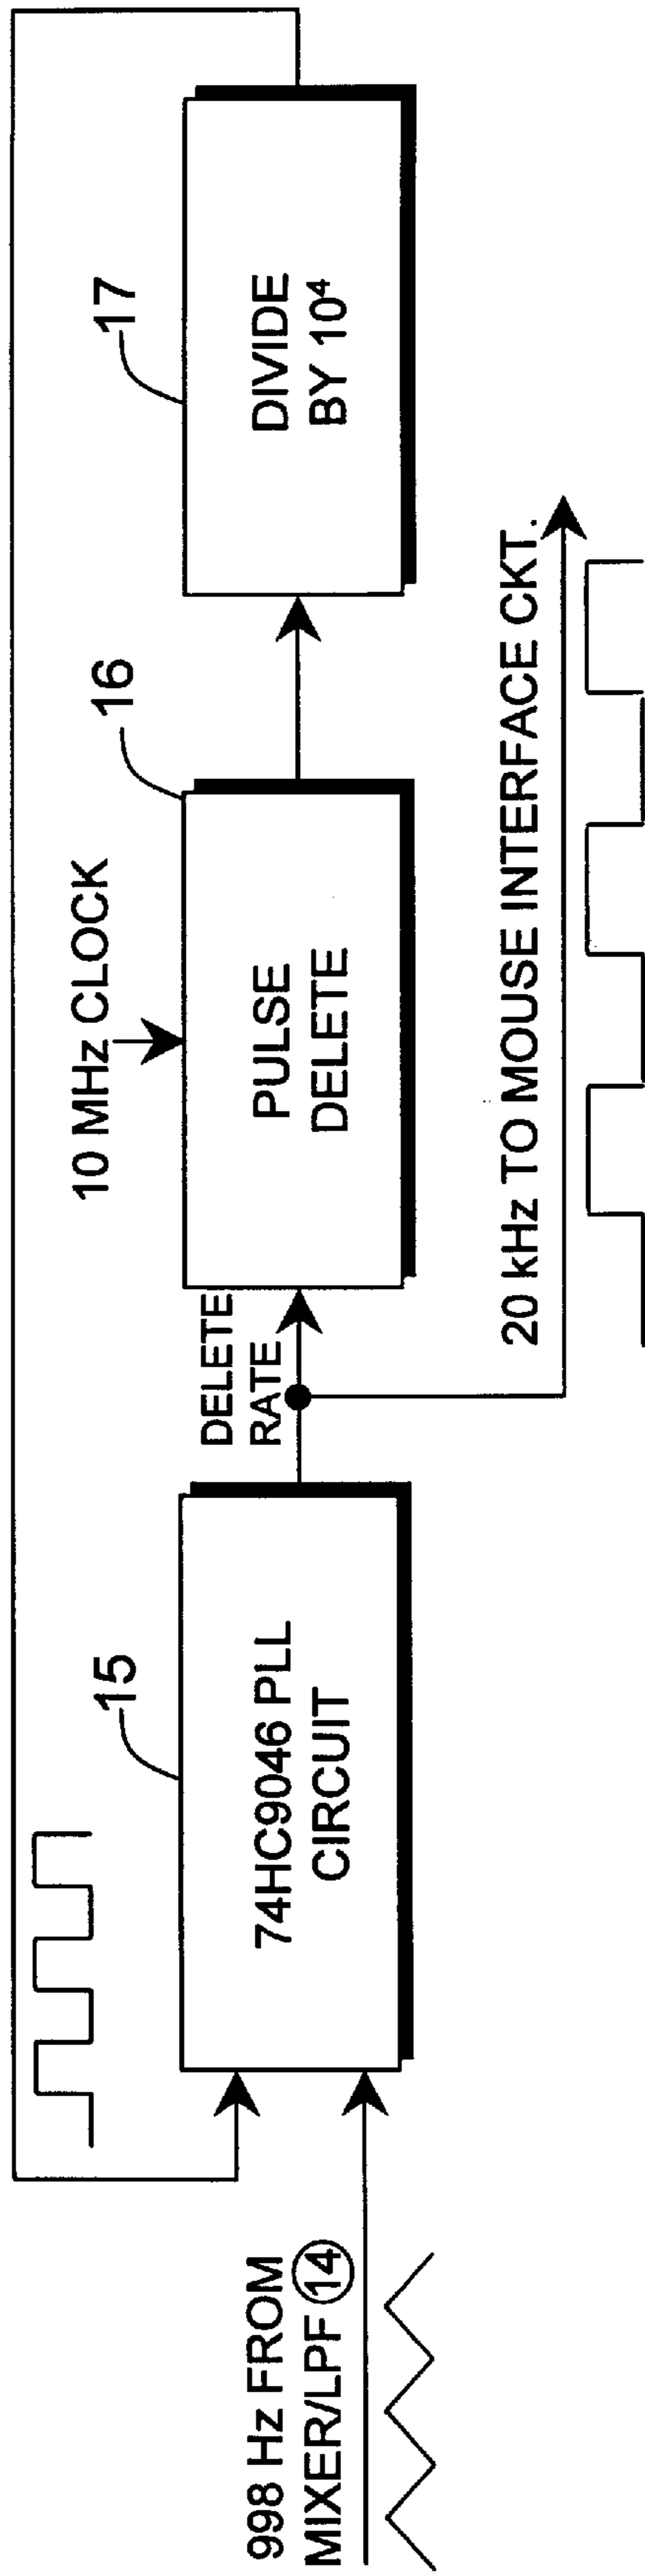 998 Hz FROM
MIXER/LPF 14
15
74HC9046 PLL
CIRCUIT
DELETE
RATE
10 MHz CLOCK
16
PULSE
DELETE
17
DIVIDE
BY 10⁴
20 kHz TO MOUSE INTERFACE CKT.